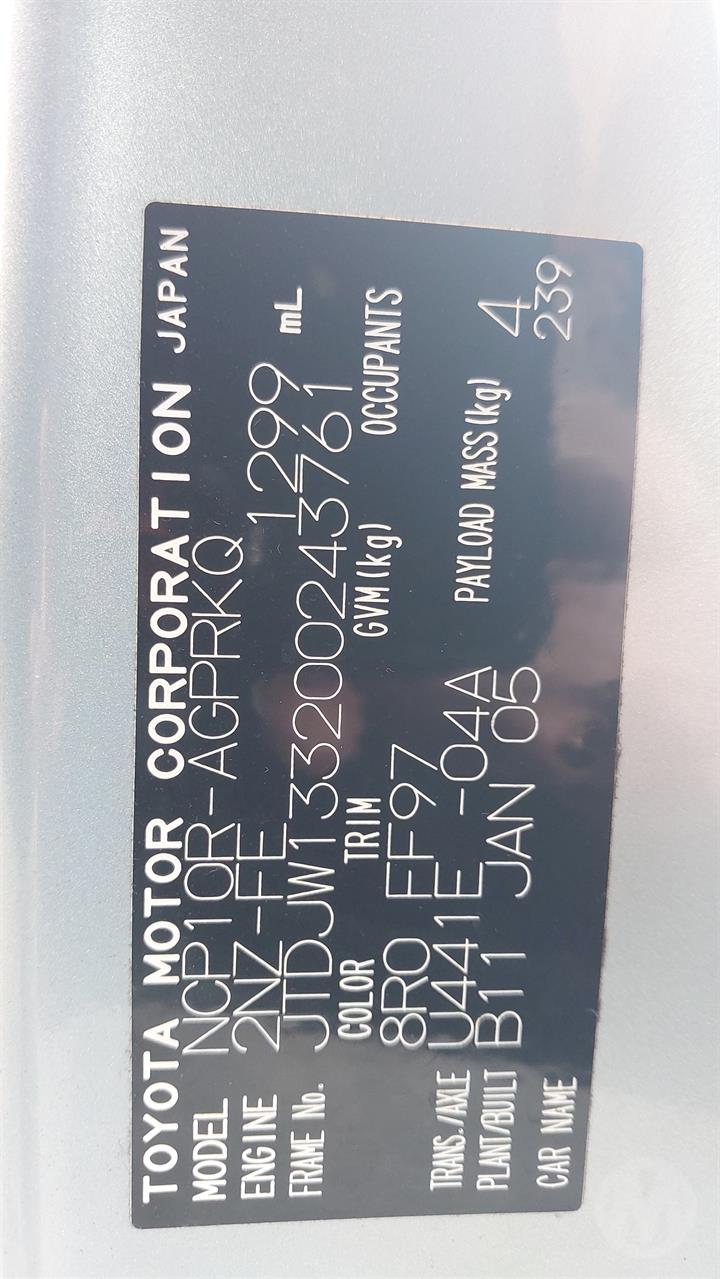 TOYOTA MOTOR CORPORATION JAPAN
MODEL NCP10R-AGPRKQ
ENGINE 2NZ-FE 1299 mL
FRAME No. JTDJW133200243761
COLOR TRIM GVM(kg) OCCUPANTS
8R0 EF97 4
TRANS./AXLE U441E -04A PAYLOAD MASS(kg) 239
PLANT/BUILT B11 JAN 05
CAR NAME